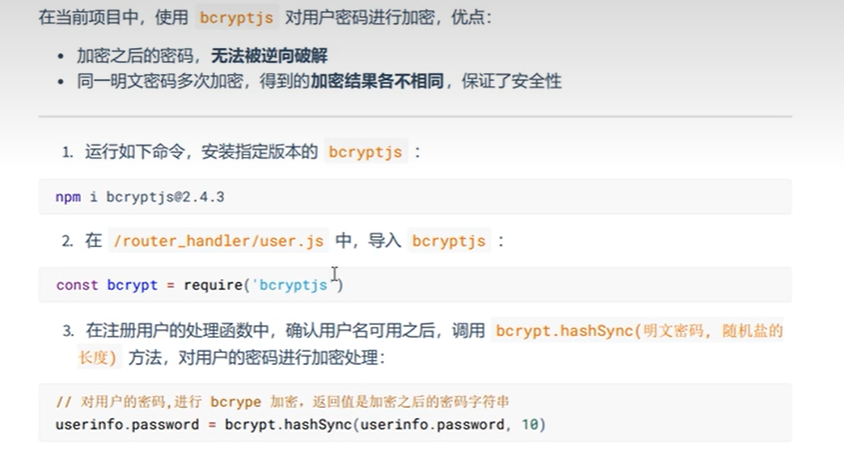 在当前项目中，使用 bcryptjs 对用户密码进行加密，优点：
• 加密之后的密码，无法被逆向破解
• 同一明文密码多次加密，得到的加密结果各不相同，保证了安全性
1. 运行如下命令，安装指定版本的 bcryptjs ：
npm i bcryptjs@2.4.3
2. 在 /router_handler/user.js 中，导入 bcryptjs ：
const bcrypt = require('bcryptjs')
3. 在注册用户的处理函数中，确认用户名可用之后，调用 bcrypt.hashSync(明文密码, 随机盐的
长度) 方法，对用户的密码进行加密处理：
// 对用户的密码,进行 bcrype 加密，返回值是加密之后的密码字符串
userinfo.password = bcrypt.hashSync(userinfo.password, 10)